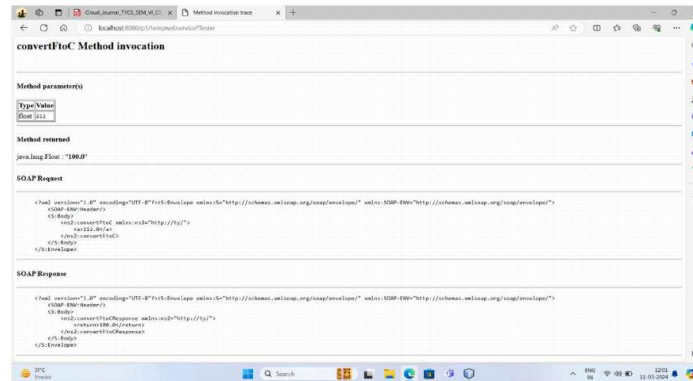 Cloud_Journal_TYCS_SEM_VI_C
Method invocation trace
localhost:8080/p1/tempwebservice?Tester
convertFtoC Method invocation
Method parameter(s)
Type Value
float 212
Method returned
java.lang.Float : "100.0"
SOAP Request
<?xml version="1.0" encoding="UTF-8"?><S:Envelope xmlns:S="http://schemas.xmlsoap.org/soap/envelope/" xmlns:SOAP-ENV="http://schemas.xmlsoap.org/soap/envelope/">
<SOAP-ENV:Header/>
<S:Body>
<ns2:convertFtoC xmlns:ns2="http://ty/">
<a>212.0</a>
</ns2:convertFtoC>
</S:Body>
</S:Envelope>
SOAP Response
<?xml version="1.0" encoding="UTF-8"?><S:Envelope xmlns:S="http://schemas.xmlsoap.org/soap/envelope/" xmlns:SOAP-ENV="http://schemas.xmlsoap.org/soap/envelope/">
<SOAP-ENV:Header/>
<S:Body>
<ns2:convertFtoCResponse xmlns:ns2="http://ty/">
<return>100.0</return>
</ns2:convertFtoCResponse>
</S:Body>
</S:Envelope>
31°C
Smoke
Search
ENG
IN
12:01
11-03-2024